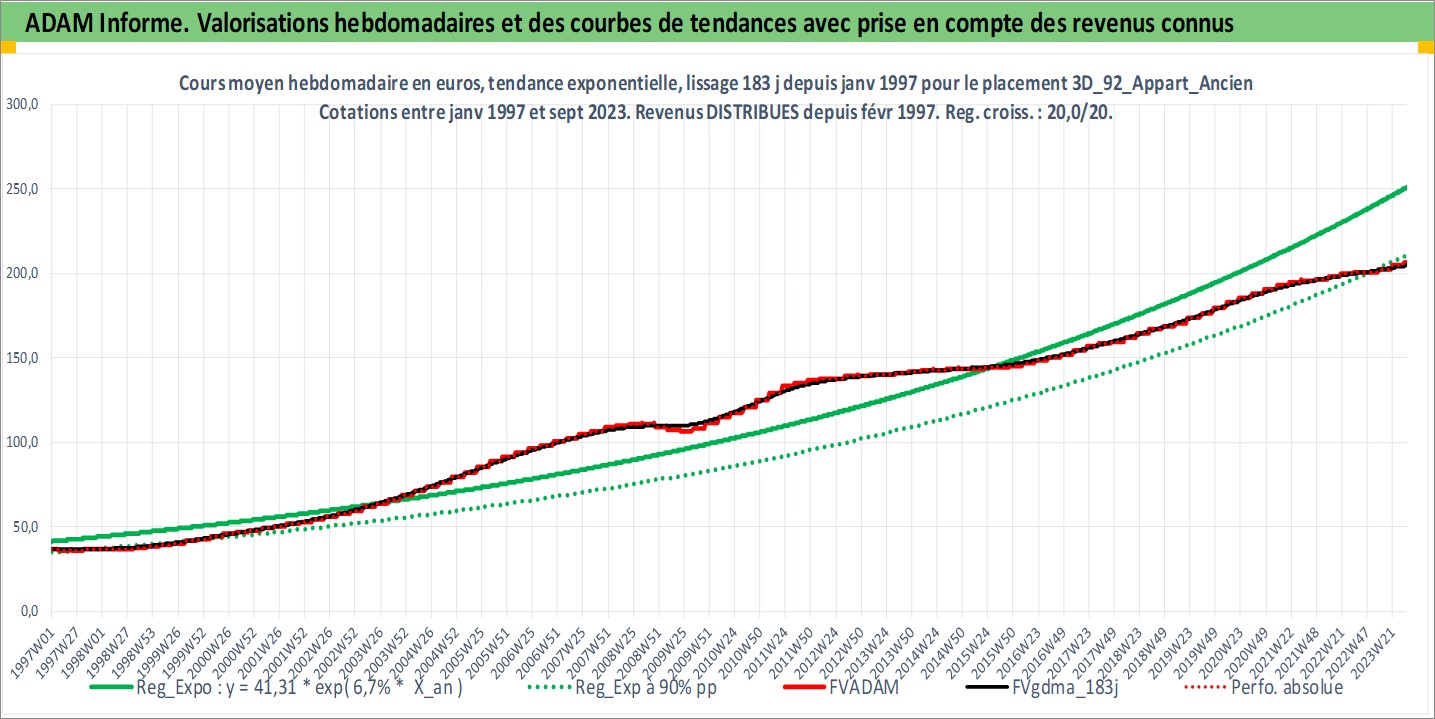 ADAM Informe. Valorisations hebdomadaires et des courbes de tendances avec prise en compte des revenus connus
Cours moyen hebdomadaire en euros, tendance exponentielle, lissage 183 j depuis janv 1997 pour le placement 3D_92_Appart_Ancien
Cotations entre janv 1997 et sept 2023. Revenus DISTRIBUES depuis févr 1997. Reg. croiss. : 20,0/20.
300,0
250,0
200,0
150,0
100,0
50,0
0,0
1997W01
1997W27
1998W01
1998W27
1998W53
1999W26
1999W52
2000W26
2000W52
2001W26
2001W52
2002W26
2002W52
2003W26
2003W52
2004W26
2004W52
2005W25
2005W51
2006W25
2006W51
2007W25
2007W51
2008W25
2008W51
2009W25
2009W51
2010W24
2010W50
2011W24
2011W50
2012W24
2012W50
2013W24
2013W50
2014W24
2014W50
2015W24
2015W50
2016W23
2016W49
2017W23
2017W49
2018W23
2018W49
2019W23
2019W49
2020W23
2020W49
2021W22
2021W48
2022W21
2022W47
2023W21
Reg_Expo : y = 41,31 * exp( 6,7% * X_an )
Reg_Exp à 90% pp
FVADAM
FVgdma_183j
Perfo. absolue